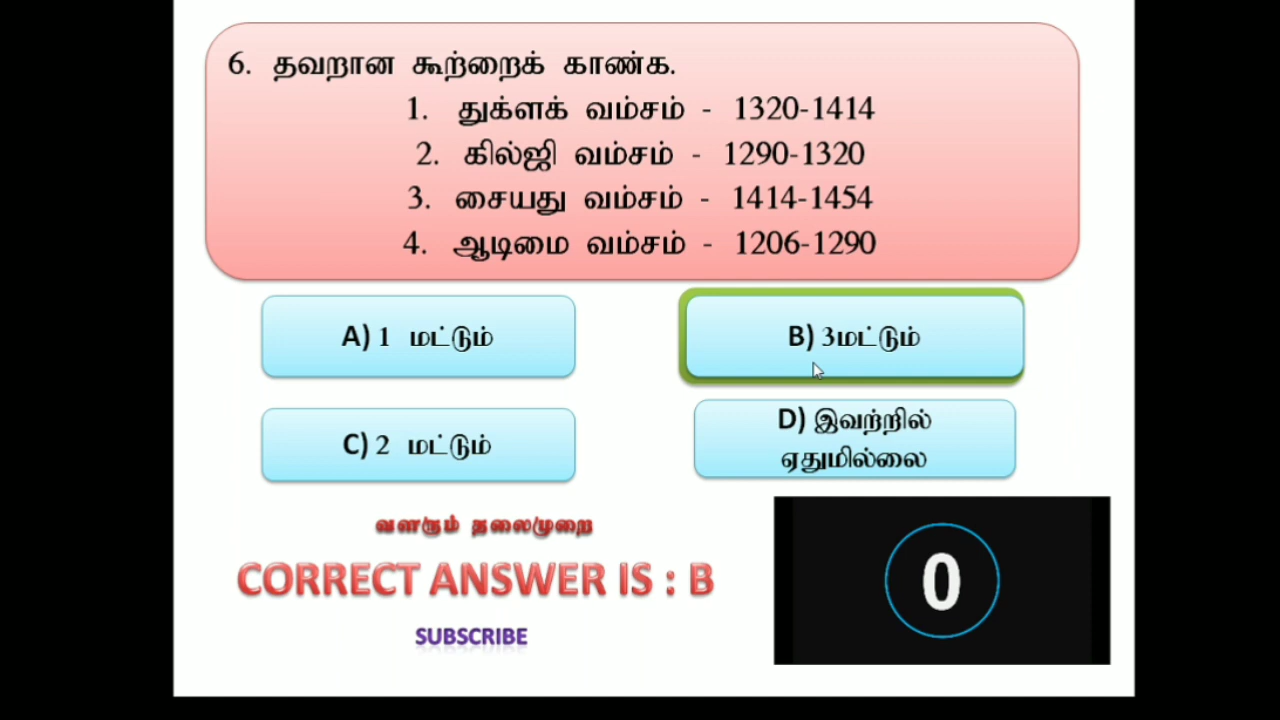 6. தவறான கூற்றைக் காண்க.
1. துக்ளக் வம்சம் - 1320-1414
2. கில்ஜி வம்சம் - 1290-1320
3. சையது வம்சம் - 1414-1454
4. ஆடிமை வம்சம் - 1206-1290
A) 1 மட்டும்
B) 3மட்டும்
C) 2 மட்டும்
D) இவற்றில்
ஏதுமில்லை
வளரும் தலைமுறை
CORRECT ANSWER IS : B
SUBSCRIBE
0